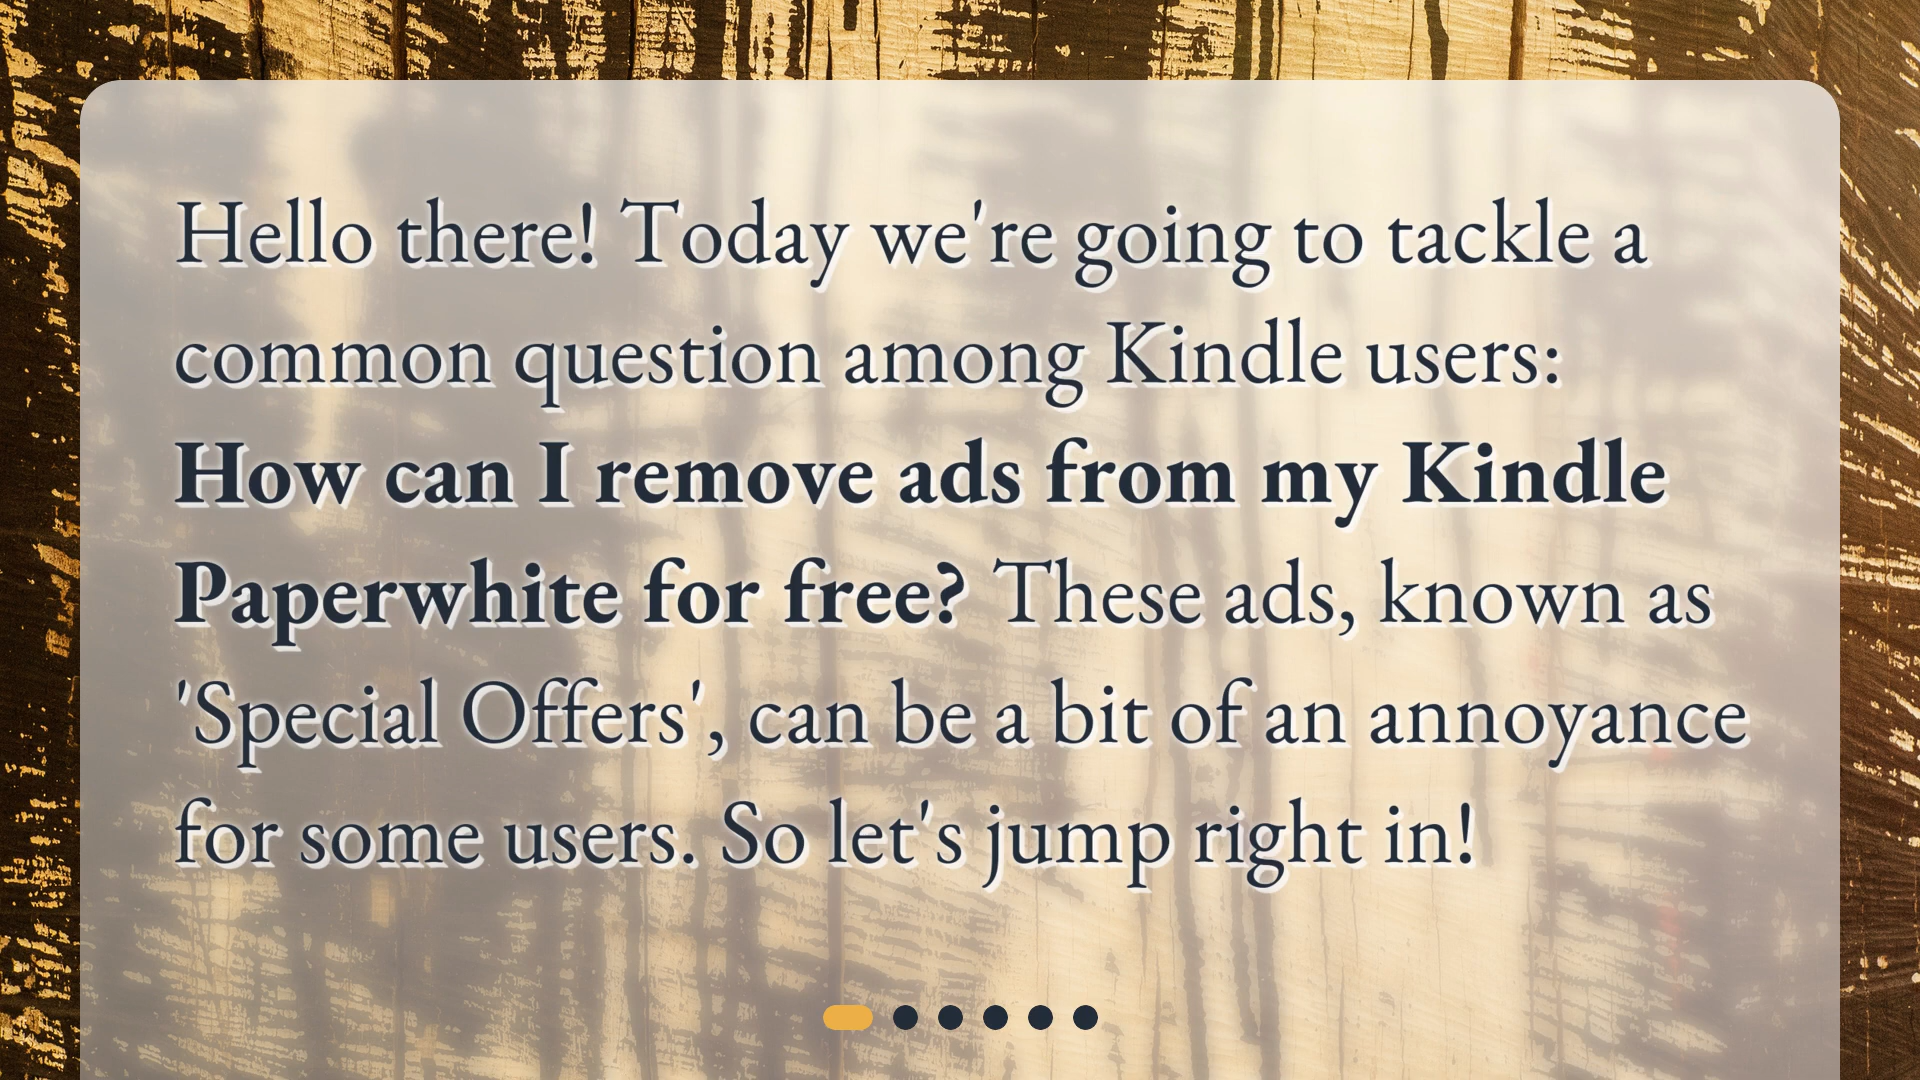 Hello there! Today we're going to tackle a
common question among Kindle users:
How can I remove ads from my Kindle
Paperwhite for free? These ads, known as
'Special Offers', can be a bit of an annoyance
for some users. So let's jump right in!